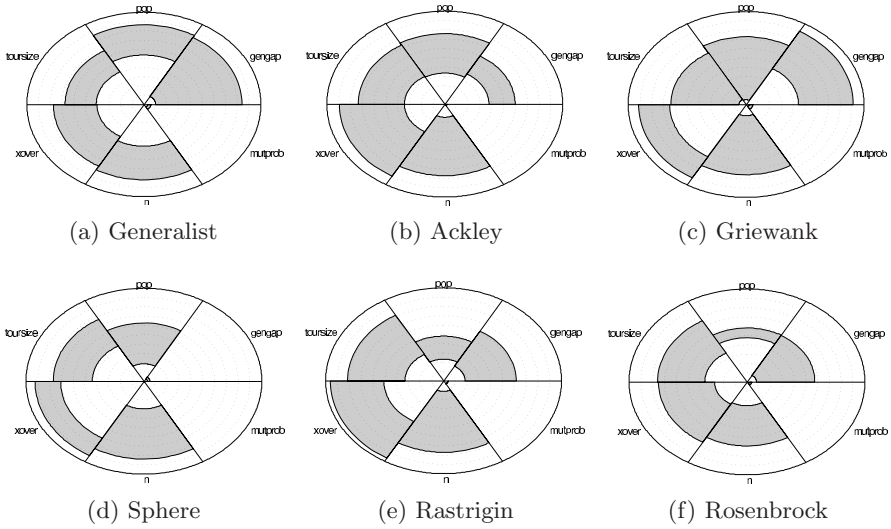 pop
pop
pop
toursize
gengap
toursize
gengap
toursize
gengap
xover
mutprob
xover
mutprob
xover
mutprob
n
n
n
(a) Generalist
(b) Ackley
(c) Griewank
pop
pop
pop
toursize
gengap
toursize
gengap
toursize
gengap
xover
mutprob
xover
mutprob
xover
mutprob
n
n
n
(d) Sphere
(e) Rastrigin
(f) Rosenbrock